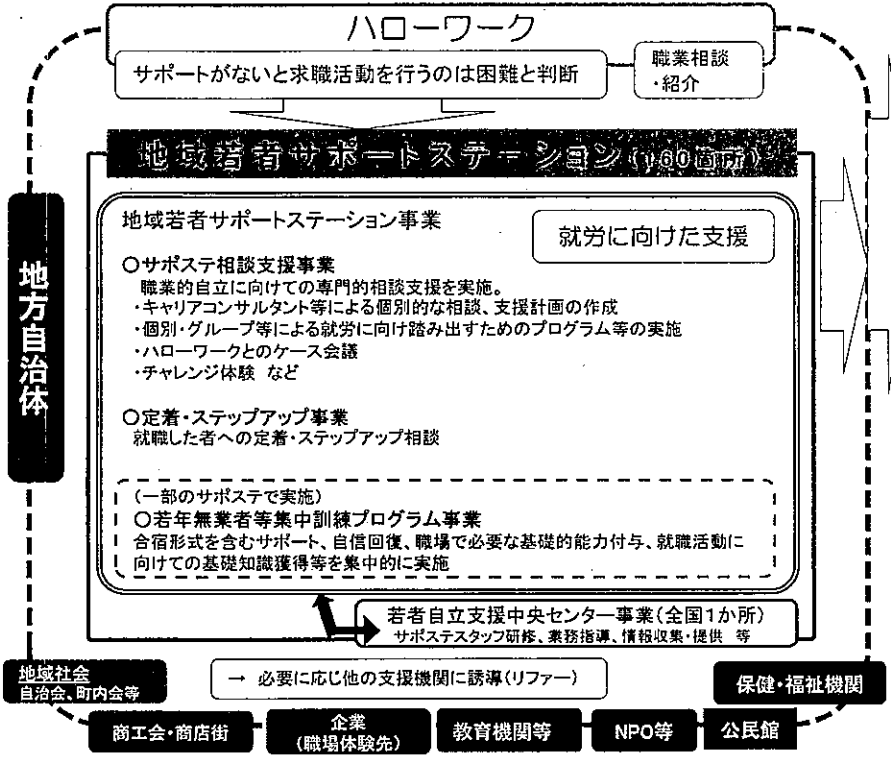 ハローワーク
サポートがないと求職活動を行うのは困難と判断
職業相談
・紹介
地域若者サポートステーション(160箇所)
地方自治体
地域若者サポートステーション事業
就労に向けた支援
○サポステ相談支援事業
職業的自立に向けての専門的相談支援を実施。
・キャリアコンサルタント等による個別的な相談、支援計画の作成
・個別・グループ等による就労に向け踏み出すためのプログラム等の実施
・ハローワークとのケース会議
・チャレンジ体験 など
○定着・ステップアップ事業
就職した者への定着・ステップアップ相談
(一部のサポステで実施)
○若年無業者等集中訓練プログラム事業
合宿形式を含むサポート、自信回復、職場で必要な基礎的能力付与、就職活動に
向けての基礎知識獲得等を集中的に実施
若者自立支援中央センター事業(全国1か所)
サポステスタッフ研修、業務指導、情報収集・提供 等
地域社会
自治会、町内会等
→ 必要に応じ他の支援機関に誘導(リファー)
保健・福祉機関
商工会・商店街
企業
(職場体験先)
教育機関等
NPO等
公民館